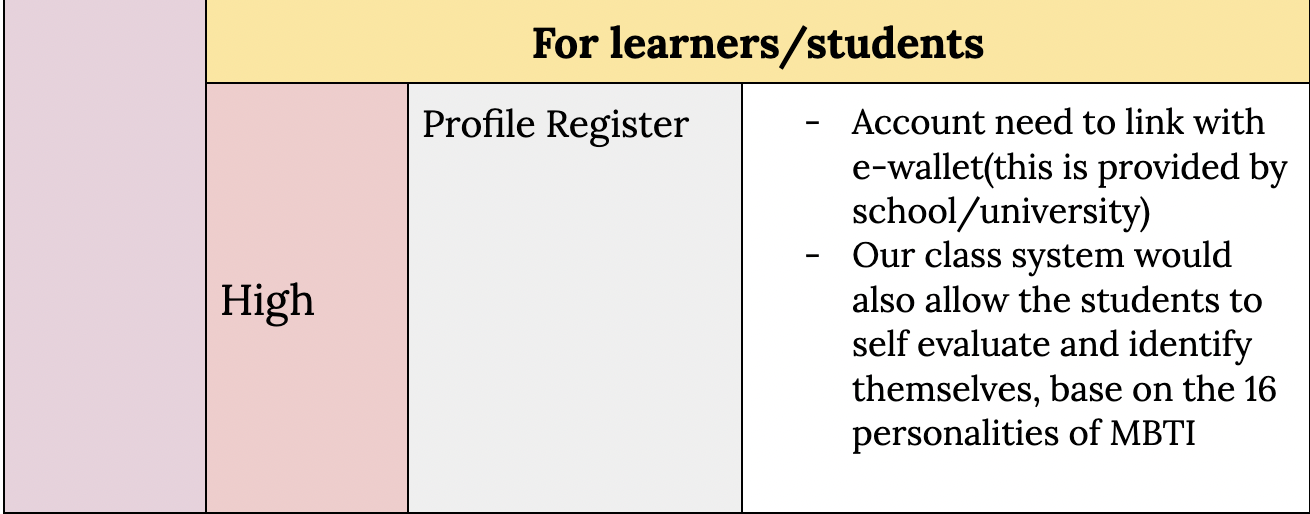 For learners/students
High
Profile Register
- Account need to link with
e-wallet(this is provided by
school/university)
- Our class system would
also allow the students to
self evaluate and identify
themselves, base on the 16
personalities of MBTI